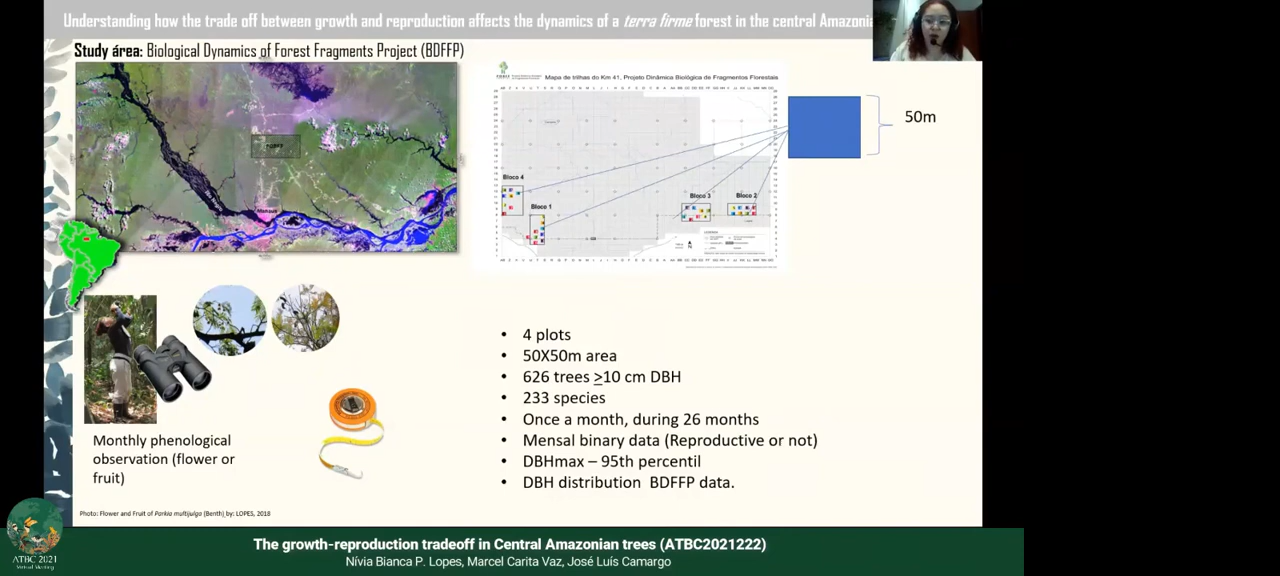 Understanding how the trade off between growth and reproduction affects the dynamics of a terra firme forest in the central Amazonia
Study área: Biological Dynamics of Forest Fragments Project (BDFFP)
Mapa de trilhas do Km 41, Projeto Dinâmica Biológica de Fragmentos Florestais
PDBFF
Manaus
Bloco 4
Bloco 1
Bloco 3
Bloco 2
N
50m
• 4 plots
• 50X50m area
• 626 trees ≥10 cm DBH
• 233 species
• Once a month, during 26 months
• Mensal binary data (Reproductive or not)
• DBHmax – 95th percentil
• DBH distribution BDFFP data.
Monthly phenological
observation (flower or
fruit)
Photo: Flower and Fruit of Parkia multijuga (Benth) by: LOPES, 2018
ATBC 2021
Virtual Meeting
The growth-reproduction tradeoff in Central Amazonian trees (ATBC2021222)
Nívia Bianca P. Lopes, Marcel Carita Vaz, José Luís Camargo